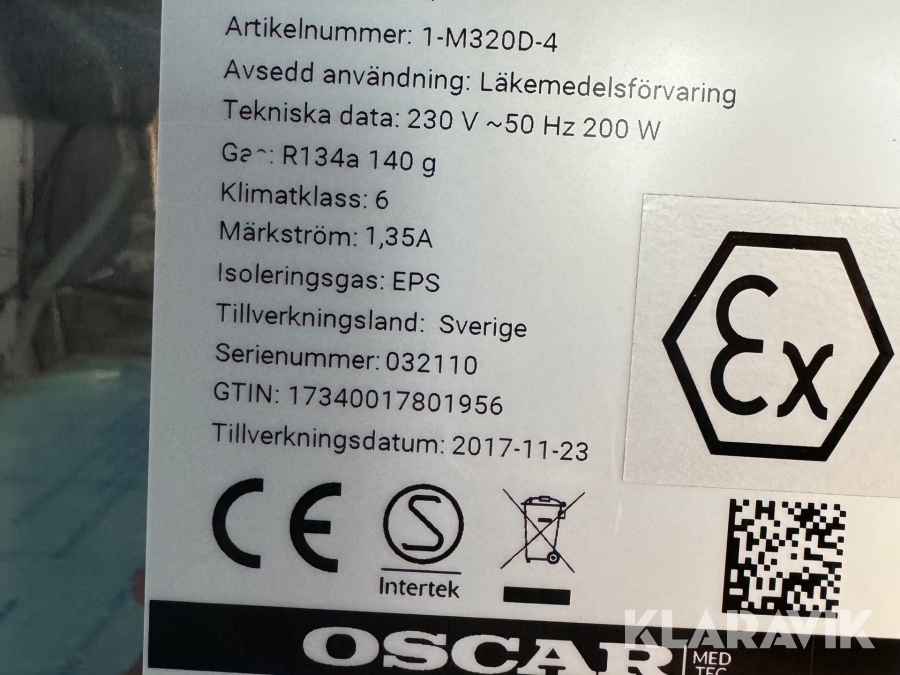 Artikelnummer: 1-M320D-4
Avsedd användning: Läkemedelsförvaring
Tekniska data: 230 V ~50 Hz 200 W
Gas: R134a 140 g
Klimatklass: 6
Märkström: 1,35A
Isoleringsgas: EPS
Tillverkningsland: Sverige
Serienummer: 032110
GTIN: 17340017801956
Tillverkningsdatum: 2017-11-23
Ex
CE
S
Intertek
OSCAR
MED
TEC
KLARAVIK